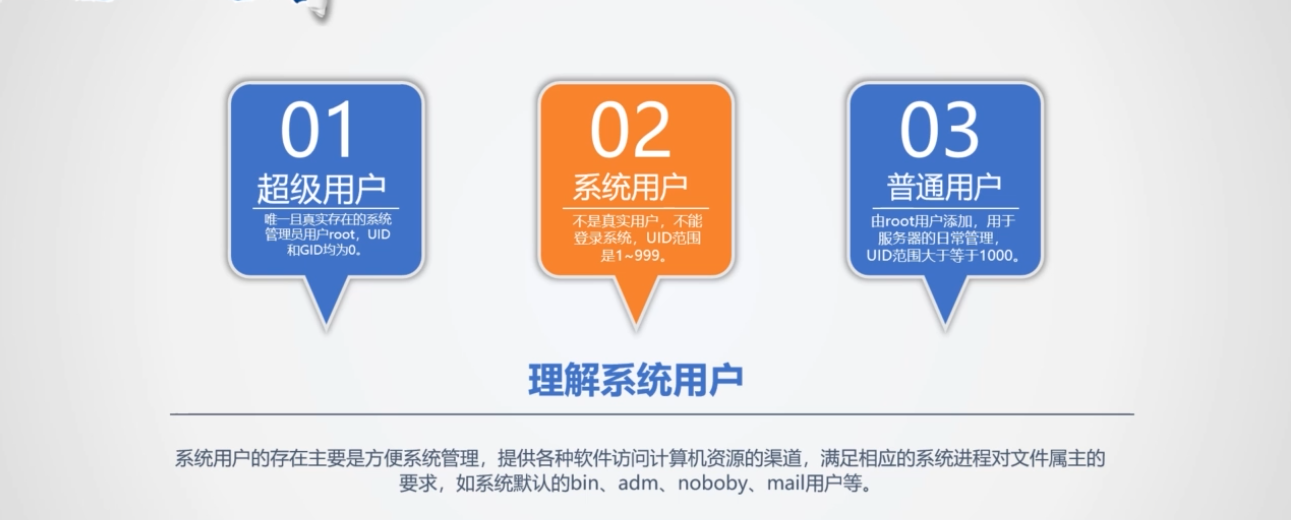 01
超级用户
唯一且真实存在的系统
管理员用户root，UID
和GID均为0。
02
系统用户
不是真实用户，不能
登录系统，UID范围
是1~999。
03
普通用户
由root用户添加，用于
服务器的日常管理，
UID范围大于等于1000。
理解系统用户
系统用户的存在主要是方便系统管理，提供各种软件访问计算机资源的渠道，满足相应的系统进程对文件属主的
要求，如系统默认的bin、adm、noboby、mail用户等。